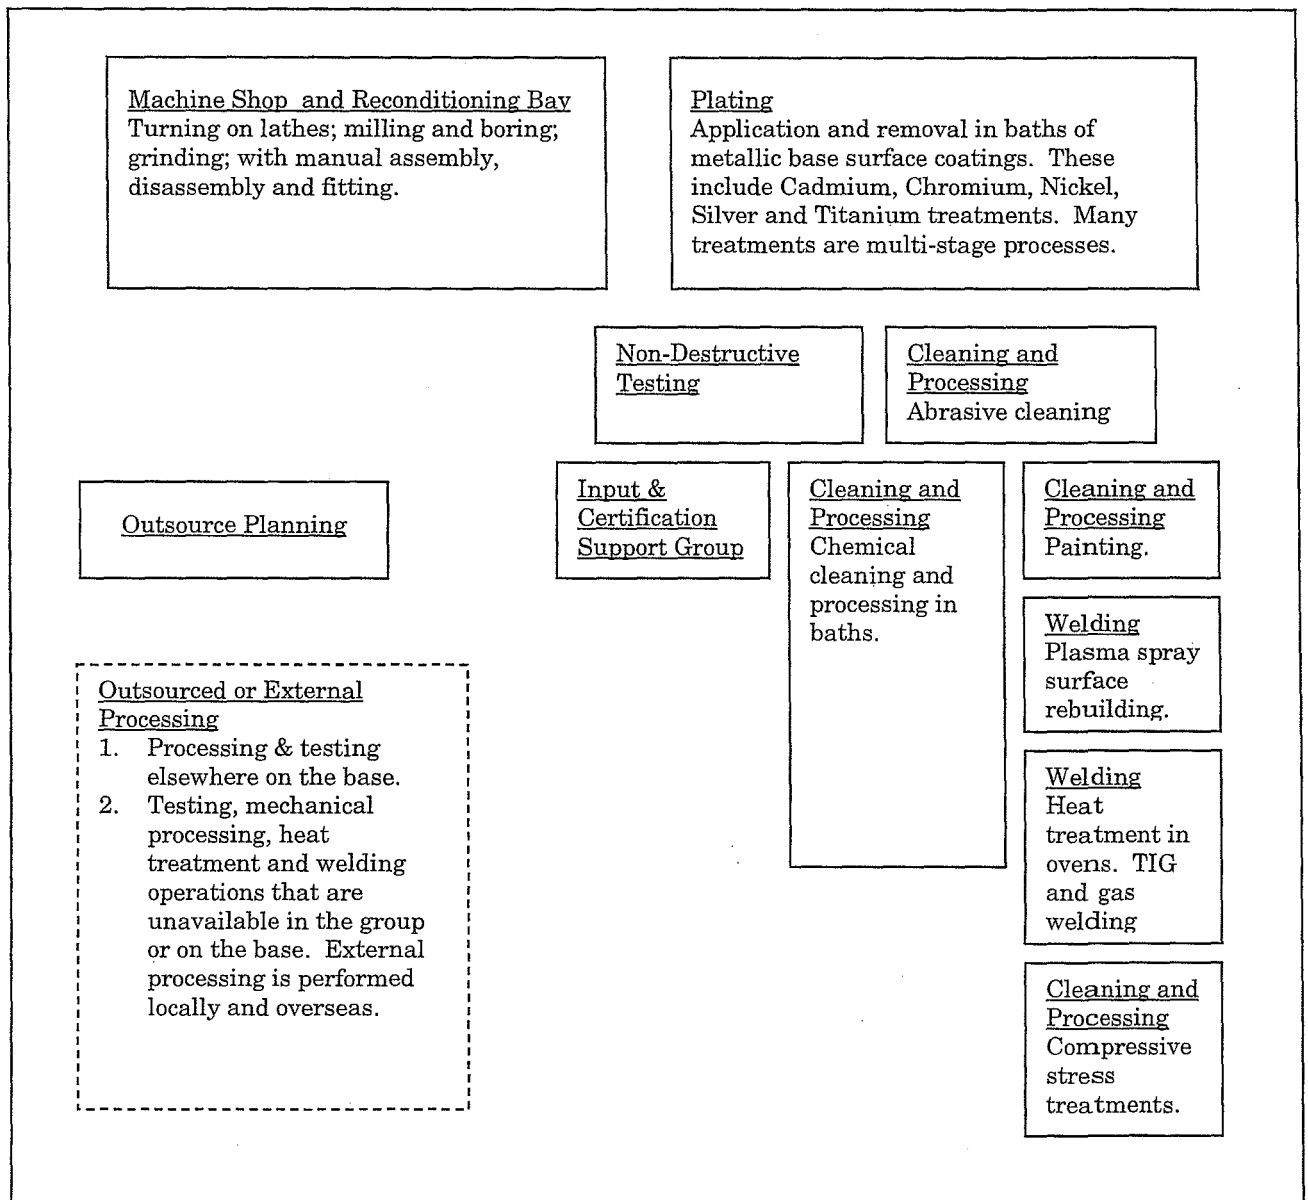 Machine Shop and Reconditioning Bay
Turning on lathes; milling and boring;
grinding; with manual assembly,
disassembly and fitting.
Plating
Application and removal in baths of
metallic base surface coatings. These
include Cadmium, Chromium, Nickel,
Silver and Titanium treatments. Many
treatments are multi-stage processes.
Non-Destructive
Testing
Cleaning and
Processing
Abrasive cleaning
Outsource Planning
Input &
Certification
Support Group
Cleaning and
Processing
Chemical
cleaning and
processing in
baths.
Cleaning and
Processing
Painting.
Welding
Plasma spray
surface
rebuilding.
Welding
Heat
treatment in
ovens. TIG
and gas
welding
Cleaning and
Processing
Compressive
stress
treatments.
Outsourced or External
Processing
1. Processing & testing
elsewhere on the base.
2. Testing, mechanical
processing, heat
treatment and welding
operations that are
unavailable in the group
or on the base. External
processing is performed
locally and overseas.